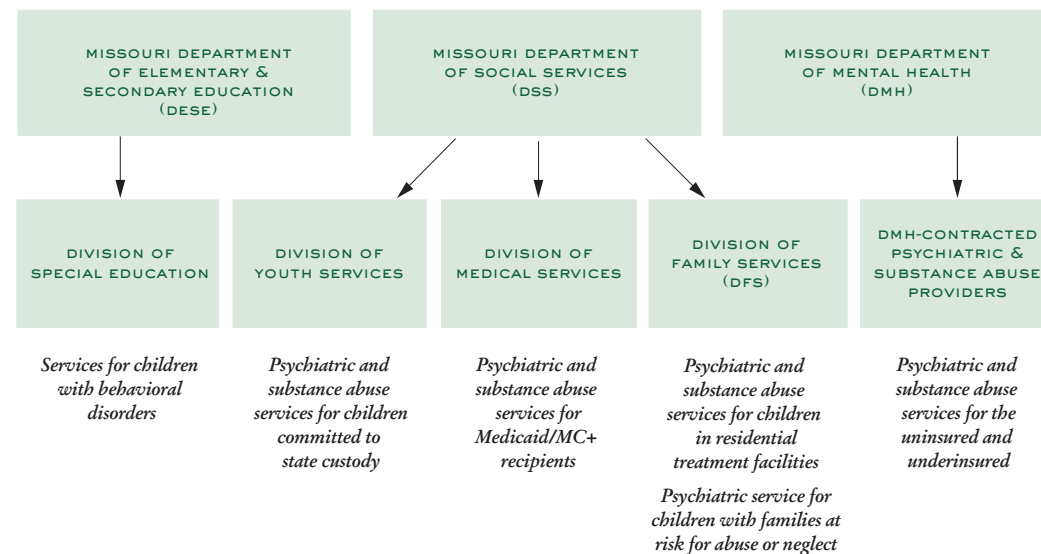 MISSOURI DEPARTMENT
OF ELEMENTARY &
SECONDARY EDUCATION
(DESE)
MISSOURI DEPARTMENT
OF SOCIAL SERVICES
(DSS)
MISSOURI DEPARTMENT
OF MENTAL HEALTH
(DMH)
DIVISION OF
SPECIAL EDUCATION
DIVISION OF
YOUTH SERVICES
DIVISION OF
MEDICAL SERVICES
DIVISION OF
FAMILY SERVICES
(DFS)
DMH-CONTRACTED
PSYCHIATRIC &
SUBSTANCE ABUSE
PROVIDERS
Services for children
with behavioral
disorders
Psychiatric and
substance abuse
services for children
committed to
state custody
Psychiatric and
substance abuse
services for
Medicaid/MC+
recipients
Psychiatric and
substance abuse
services for children
in residential
treatment facilities
Psychiatric service for
children with families at
risk for abuse or neglect
Psychiatric and
substance abuse
services for the
uninsured and
underinsured